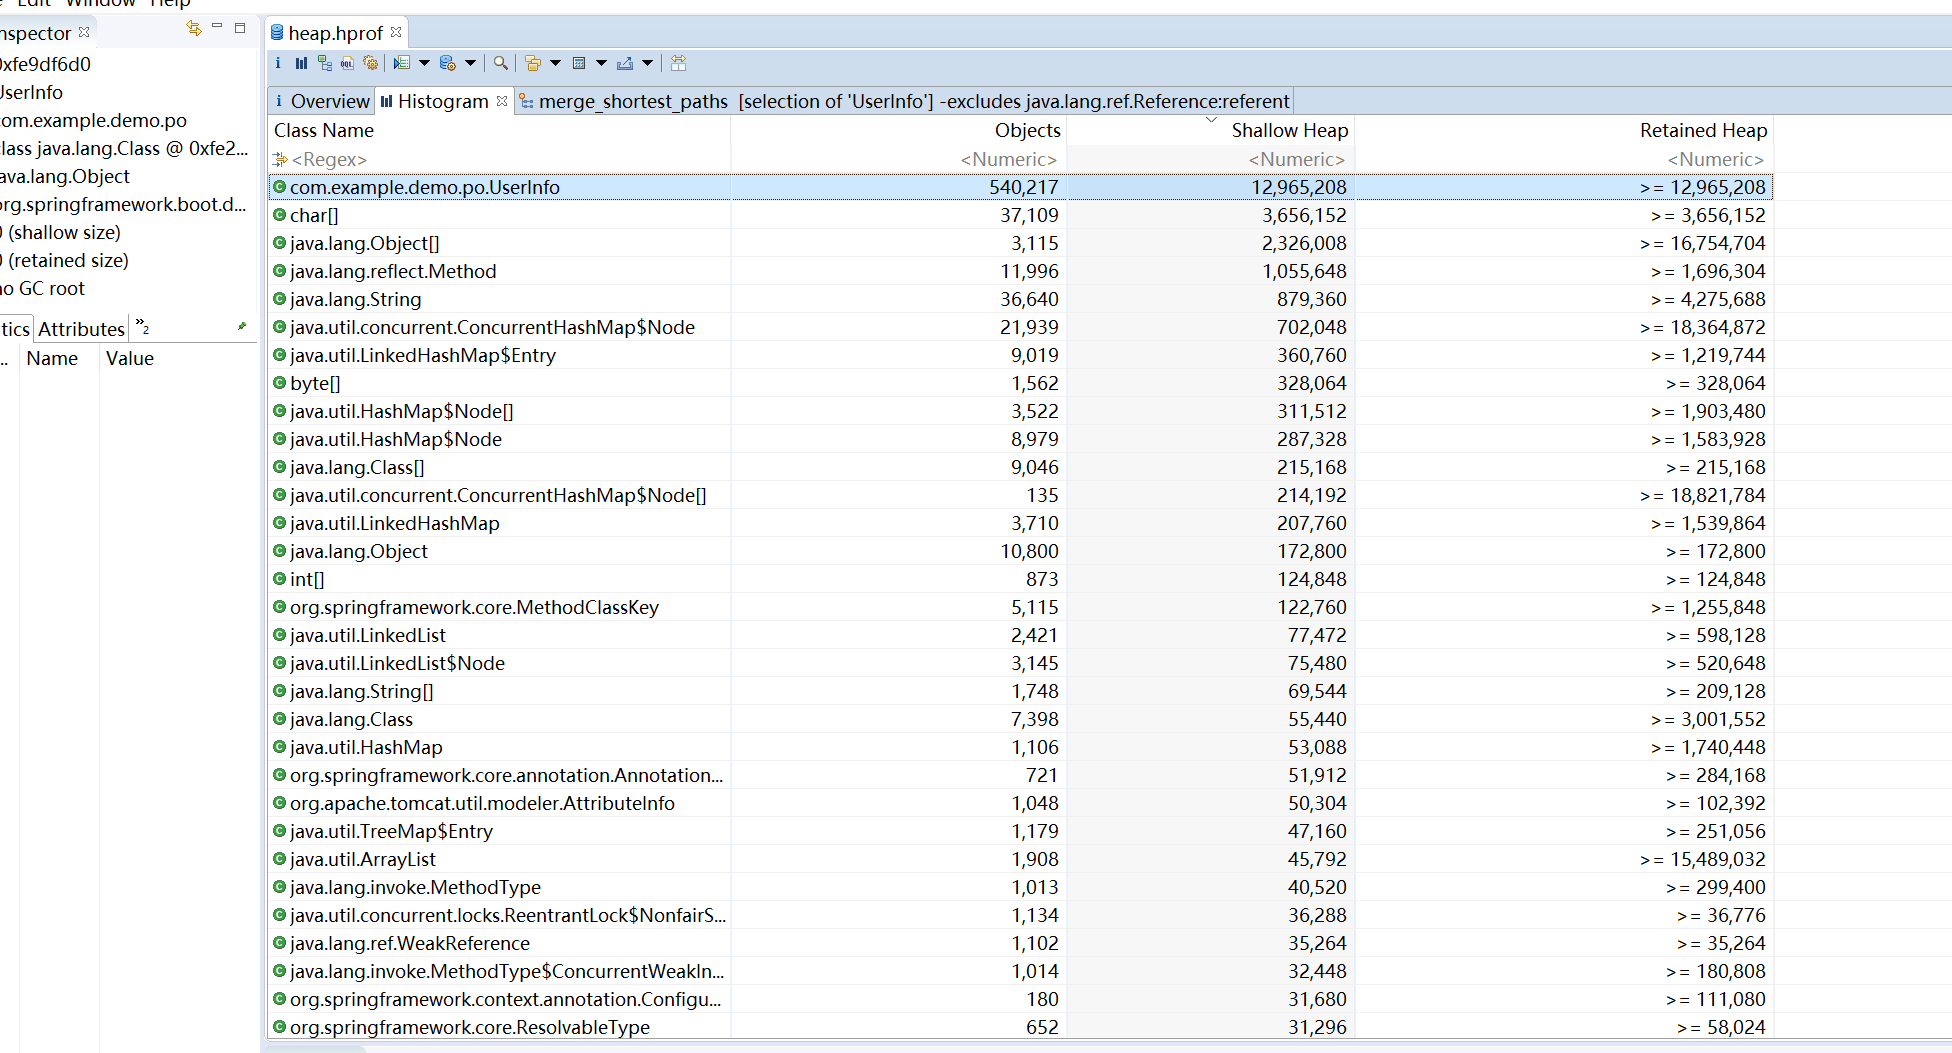 Edit Window Help
nspector
0xfe9df6d0
UserInfo
com.example.demo.po
class java.lang.Class @ 0xfe2...
java.lang.Object
org.springframework.boot.d...
0 (shallow size)
0 (retained size)
no GC root
tics Attributes »2
.. Name Value
heap.hprof
i OQL
i Overview Histogram merge_shortest_paths [selection of 'UserInfo'] -excludes java.lang.ref.Reference:referent
Class Name Objects Shallow Heap Retained Heap
<Regex> <Numeric> <Numeric> <Numeric>
com.example.demo.po.UserInfo 540,217 12,965,208 >= 12,965,208
char[] 37,109 3,656,152 >= 3,656,152
java.lang.Object[] 3,115 2,326,008 >= 16,754,704
java.lang.reflect.Method 11,996 1,055,648 >= 1,696,304
java.lang.String 36,640 879,360 >= 4,275,688
java.util.concurrent.ConcurrentHashMap$Node 21,939 702,048 >= 18,364,872
java.util.LinkedHashMap$Entry 9,019 360,760 >= 1,219,744
byte[] 1,562 328,064 >= 328,064
java.util.HashMap$Node[] 3,522 311,512 >= 1,903,480
java.util.HashMap$Node 8,979 287,328 >= 1,583,928
java.lang.Class[] 9,046 215,168 >= 215,168
java.util.concurrent.ConcurrentHashMap$Node[] 135 214,192 >= 18,821,784
java.util.LinkedHashMap 3,710 207,760 >= 1,539,864
java.lang.Object 10,800 172,800 >= 172,800
int[] 873 124,848 >= 124,848
org.springframework.core.MethodClassKey 5,115 122,760 >= 1,255,848
java.util.LinkedList 2,421 77,472 >= 598,128
java.util.LinkedList$Node 3,145 75,480 >= 520,648
java.lang.String[] 1,748 69,544 >= 209,128
java.lang.Class 7,398 55,440 >= 3,001,552
java.util.HashMap 1,106 53,088 >= 1,740,448
org.springframework.core.annotation.Annotation... 721 51,912 >= 284,168
org.apache.tomcat.util.modeler.AttributeInfo 1,048 50,304 >= 102,392
java.util.TreeMap$Entry 1,179 47,160 >= 251,056
java.util.ArrayList 1,908 45,792 >= 15,489,032
java.lang.invoke.MethodType 1,013 40,520 >= 299,400
java.util.concurrent.locks.ReentrantLock$NonfairS... 1,134 36,288 >= 36,776
java.lang.ref.WeakReference 1,102 35,264 >= 35,264
java.lang.invoke.MethodType$ConcurrentWeakIn... 1,014 32,448 >= 180,808
org.springframework.context.annotation.Configu... 180 31,680 >= 111,080
org.springframework.core.ResolvableType 652 31,296 >= 58,024